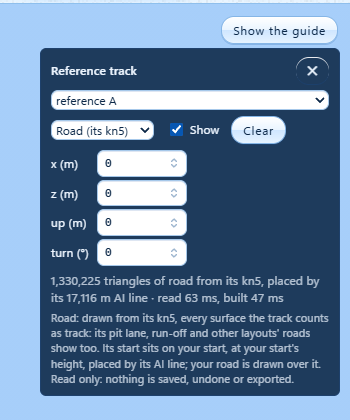 Show the guide
Reference track
reference A
Road (its kn5)
Show
Clear
x (m) 0
z (m) 0
up (m) 0
turn (°) 0
1,330,225 triangles of road from its kn5, placed by
its 17,116 m AI line · read 63 ms, built 47 ms
Road: drawn from its kn5, every surface the track counts
as track: its pit lane, run-off and other layouts' roads
show too. Its start sits on your start, at your start's
height, placed by its AI line; your road is drawn over it.
Read only: nothing is saved, undone or exported.